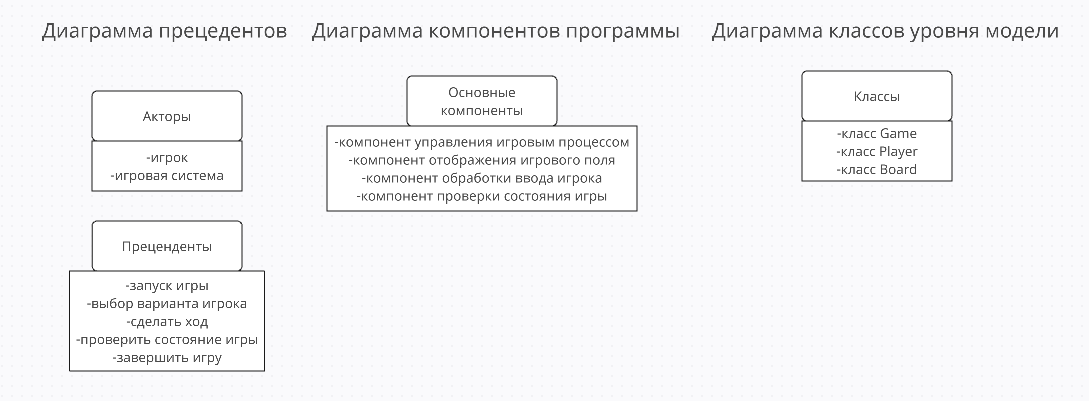 Диаграмма прецедентов
Акторы
-игрок
-игровая система
Преценденты
-запуск игры
-выбор варианта игрока
-сделать ход
-проверить состояние игры
-завершить игру
Диаграмма компонентов программы
Основные
компоненты
-компонент управления игровым процессом
-компонент отображения игрового поля
-компонент обработки ввода игрока
-компонент проверки состояния игры
Диаграмма классов уровня модели
Классы
-класс Game
-класс Player
-класс Board